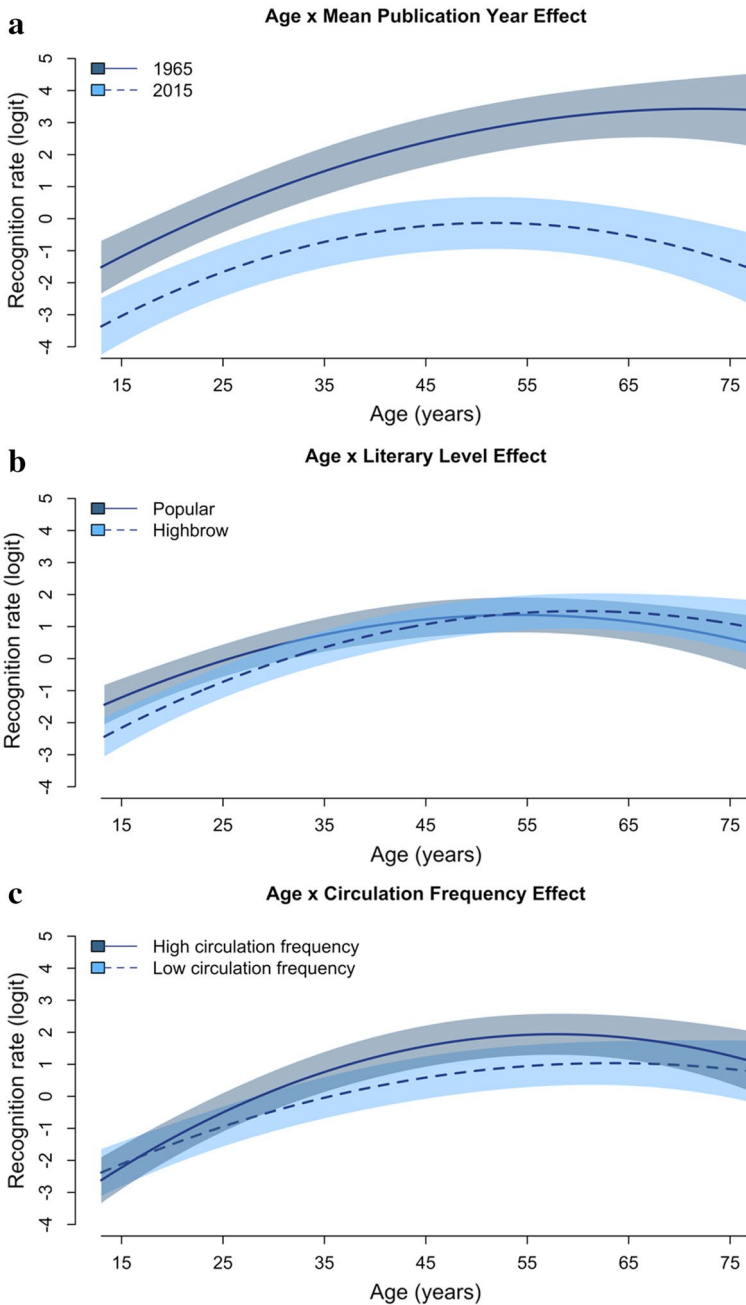 a
Age x Mean Publication Year Effect
1965
2015
Recognition rate (logit)
5
4
3
2
1
0
-1
-2
-3
-4
15 25 35 45 55 65 75
Age (years)
b
Age x Literary Level Effect
Popular
Highbrow
Recognition rate (logit)
5
4
3
2
1
0
-1
-2
-3
-4
15 25 35 45 55 65 75
Age (years)
c
Age x Circulation Frequency Effect
High circulation frequency
Low circulation frequency
Recognition rate (logit)
5
4
3
2
1
0
-1
-2
-3
-4
15 25 35 45 55 65 75
Age (years)